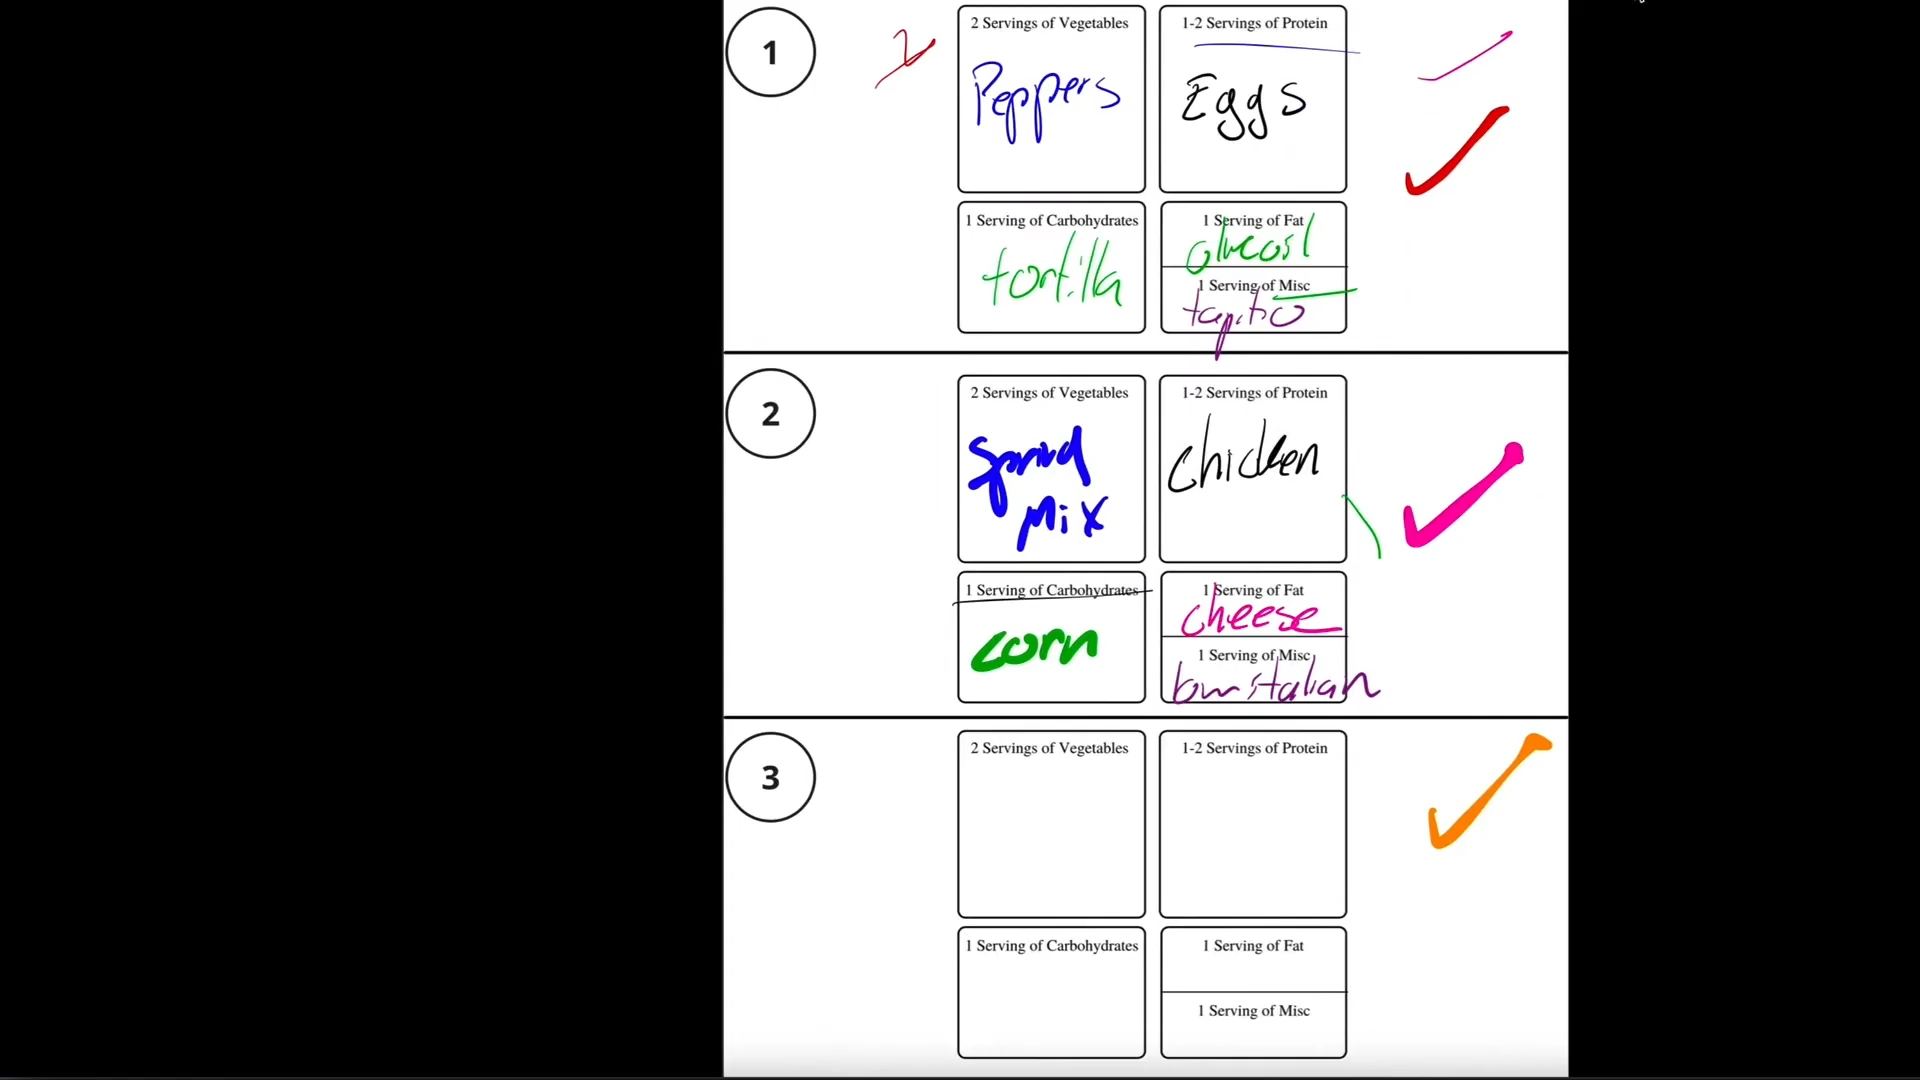 1
2 Servings of Vegetables
Peppers
1-2 Servings of Protein
Eggs
1 Serving of Carbohydrates
tortilla
1 Serving of Fat
1 Serving of Misc
2
2 Servings of Vegetables
Mix
1-2 Servings of Protein
chicken
1 Serving of Carbohydrates
corn
1 Serving of Fat
cheese
1 Serving of Misc
italian
3
2 Servings of Vegetables
1-2 Servings of Protein
1 Serving of Carbohydrates
1 Serving of Fat
1 Serving of Misc